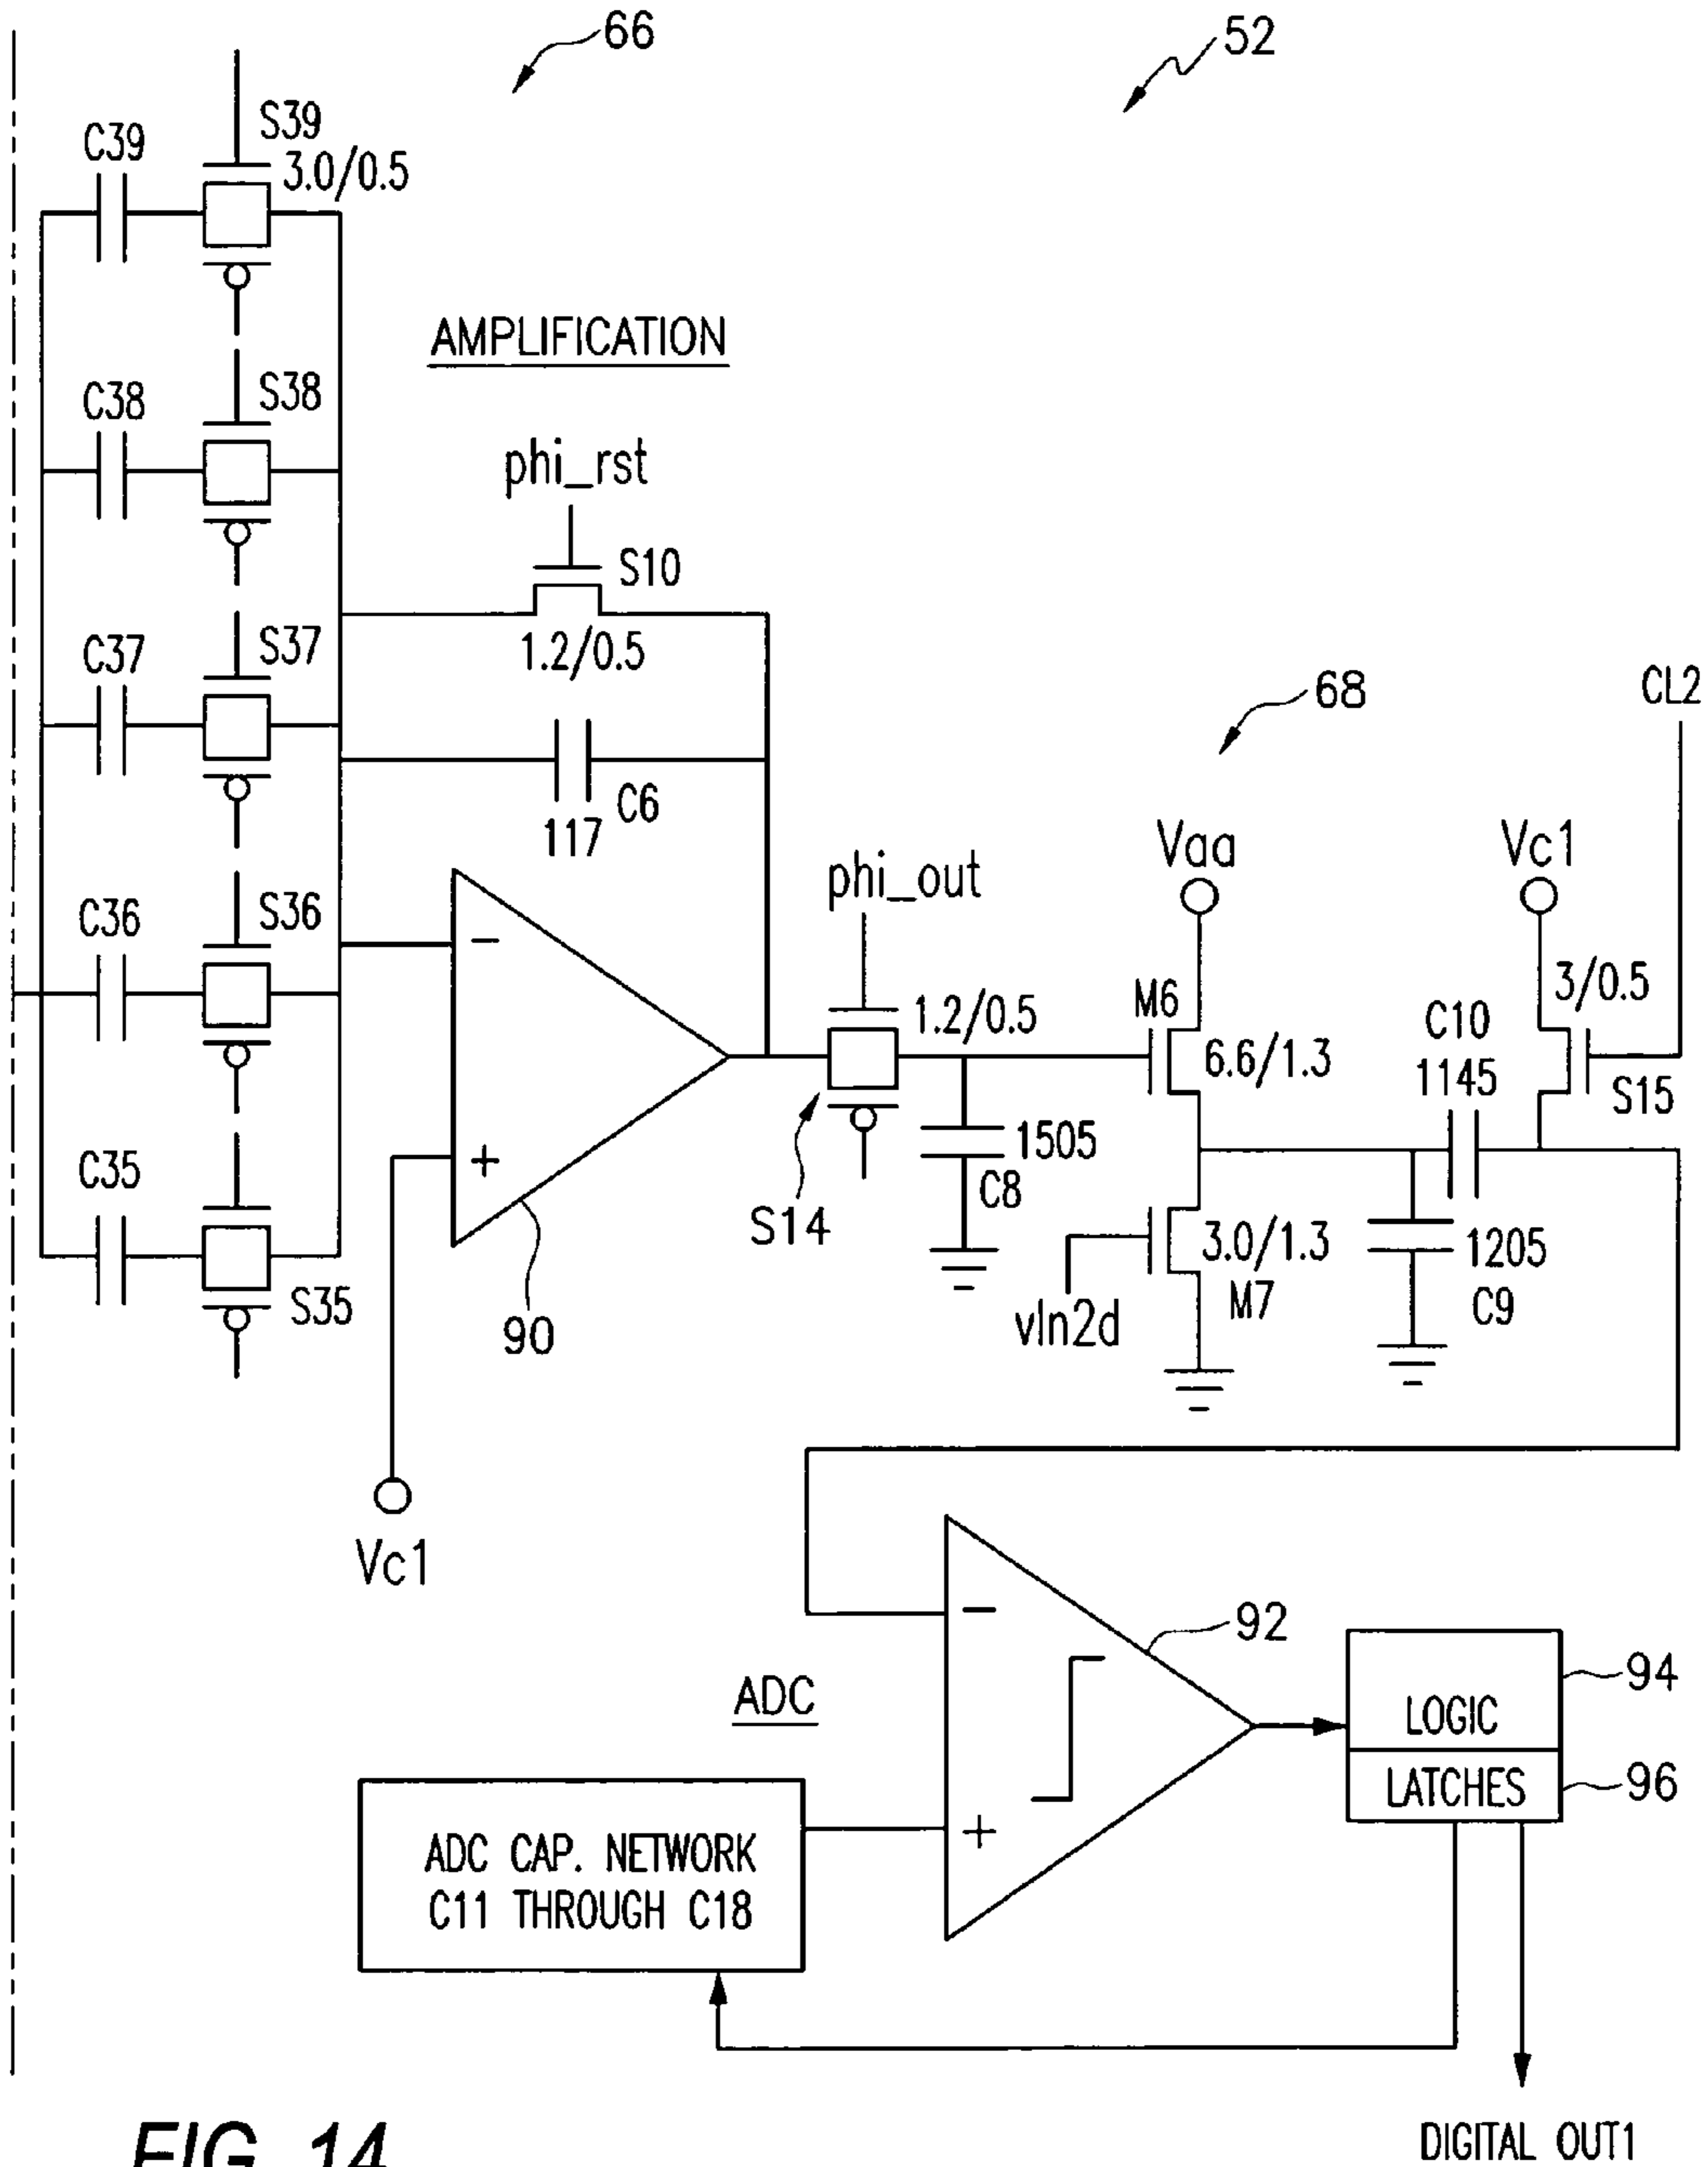 66
52
S39
C39
3.0/0.5
AMPLIFICATION
S38
C38
phi_rst
S10
1.2/0.5
S37
C37
68
CL2
C6
117
Vaa
Vc1
phi_out
S36
C36
3/0.5
M6
1.2/0.5
C10
6.6/1.3
1145
S15
−
+
1505
C8
C35
S14
3.0/1.3
1205
S35
M7
C9
vln2d
90
Vc1
−
92
94
ADC
LOGIC
LATCHES
96
+
ADC CAP. NETWORK
C11 THROUGH C18
FIG. 14
DIGITAL OUT1